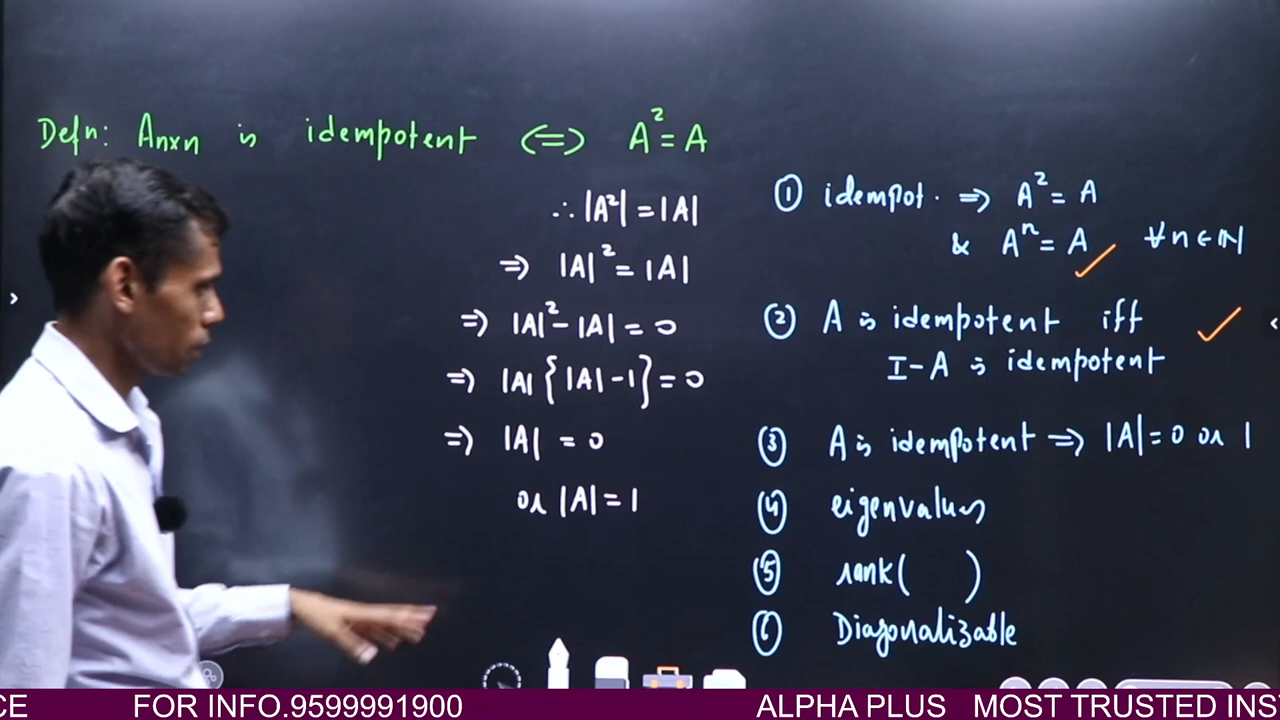 Defn: Anxn is idempotent <=> A² = A
∴ |A²| = |A|
=> |A|² = |A|
=> |A|² - |A| = 0
=> |A| {|A| - 1} = 0
=> |A| = 0
or |A| = 1
① idempot. => A² = A
& Aⁿ = A ✓ ∀ n ∈ N
② A is idempotent iff ✓
I - A is idempotent
③ A is idempotent => |A| = 0 or 1
④ eigenvalues
⑤ rank( )
⑥ Diagonalizable
CE FOR INFO.9599991900 ALPHA PLUS MOST TRUSTED INST